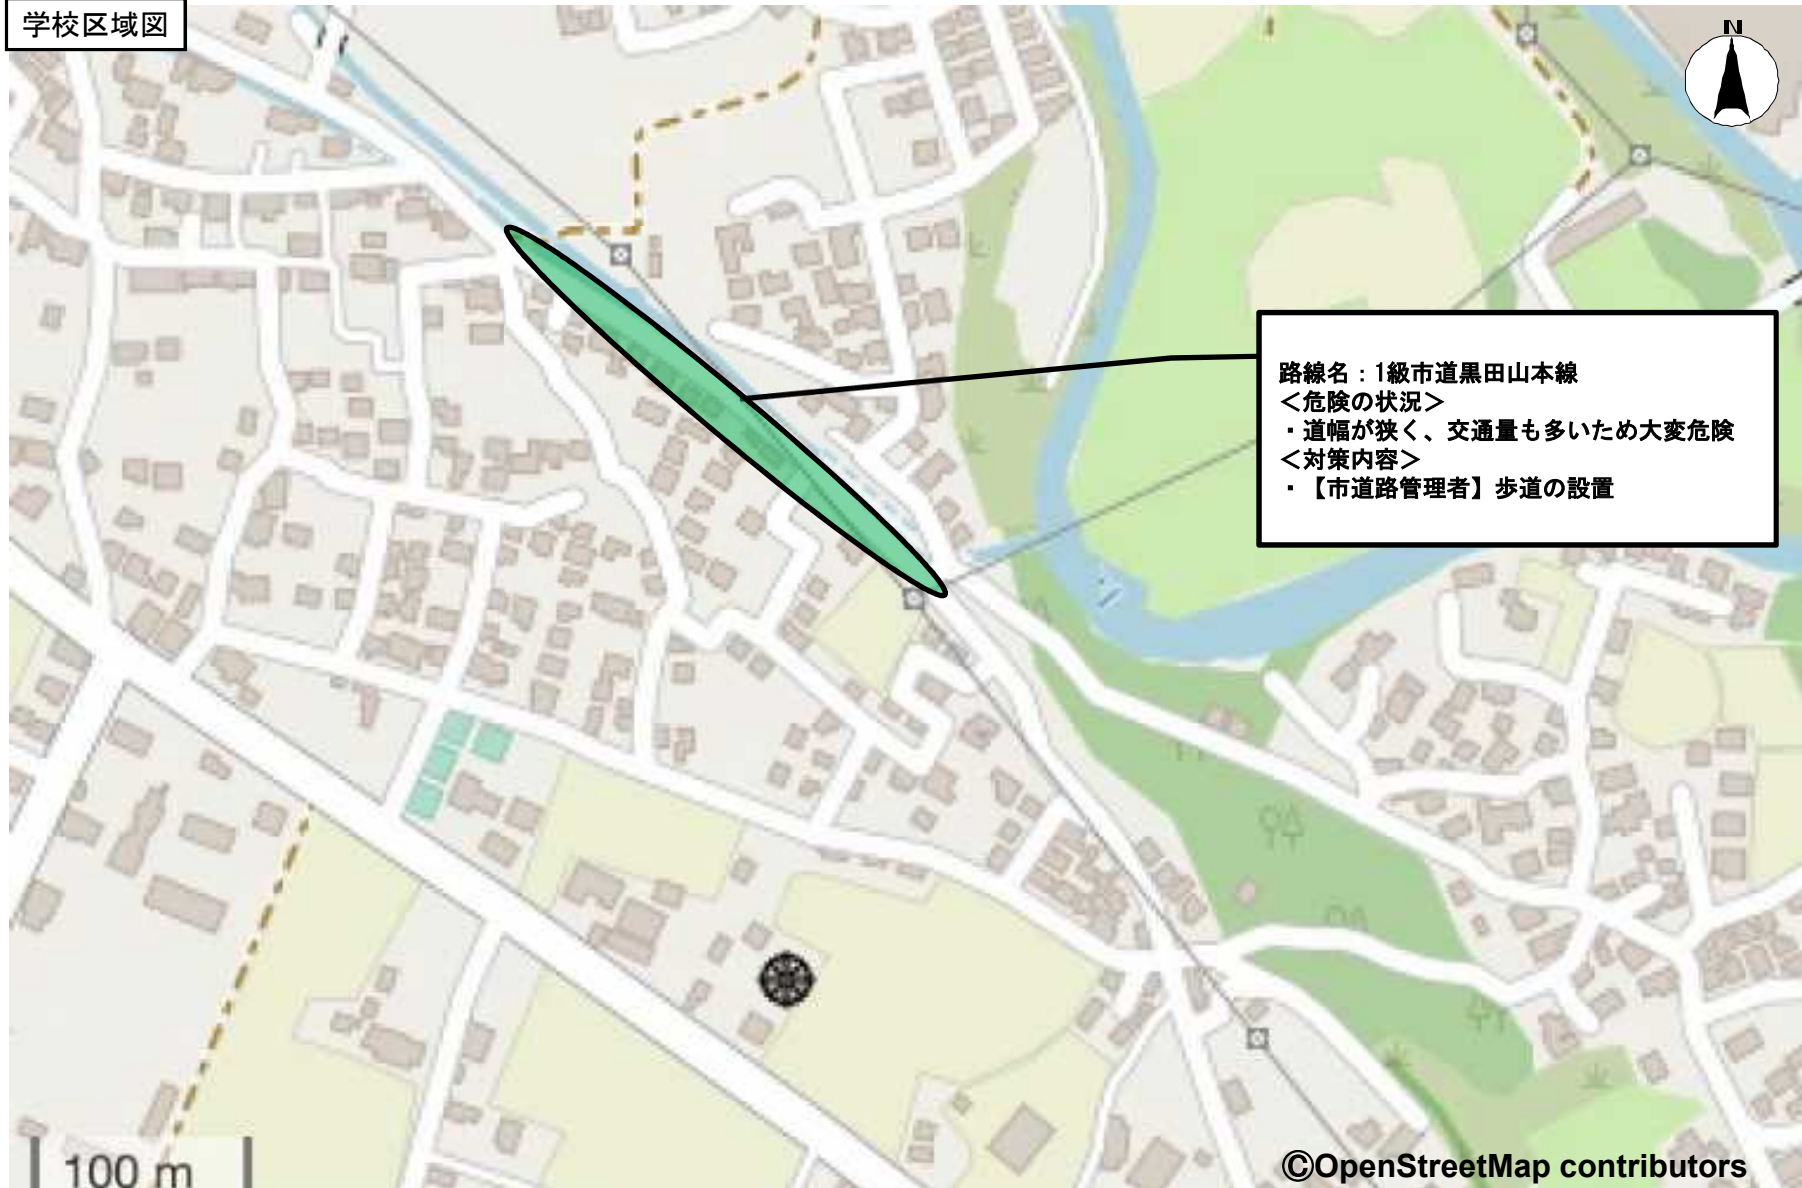 学校区域図
N
路線名：1級市道黒田山本線
＜危険の状況＞
・道幅が狭く、交通量も多いため大変危険
＜対策内容＞
・【市道路管理者】歩道の設置
100 m
©OpenStreetMap contributors